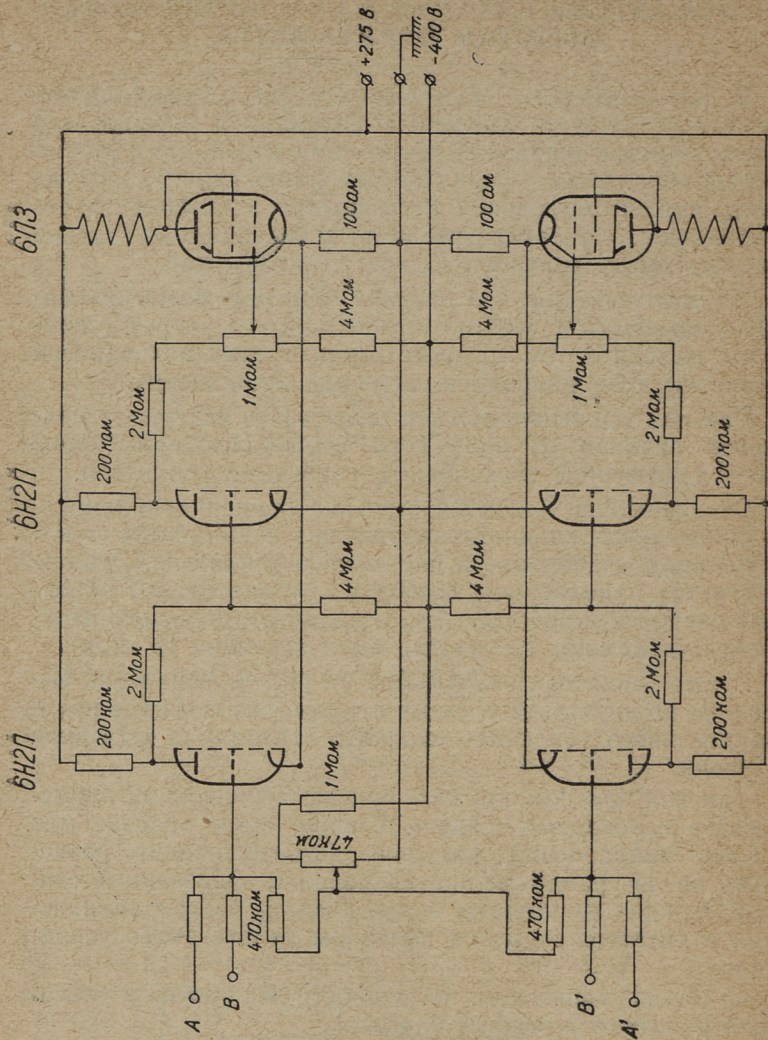 +275 В
-400 В
6П3
100 ом
100 ом
4 Мом
4 Мом
1 Мом
1 Мом
2 Мом
2 Мом
200 ком
200 ком
6Н2П
4 Мом
4 Мом
2 Мом
2 Мом
200 ком
200 ком
6Н2П
1 Мом
47 ком
470 ком
470 ком
A
B
B'
A'